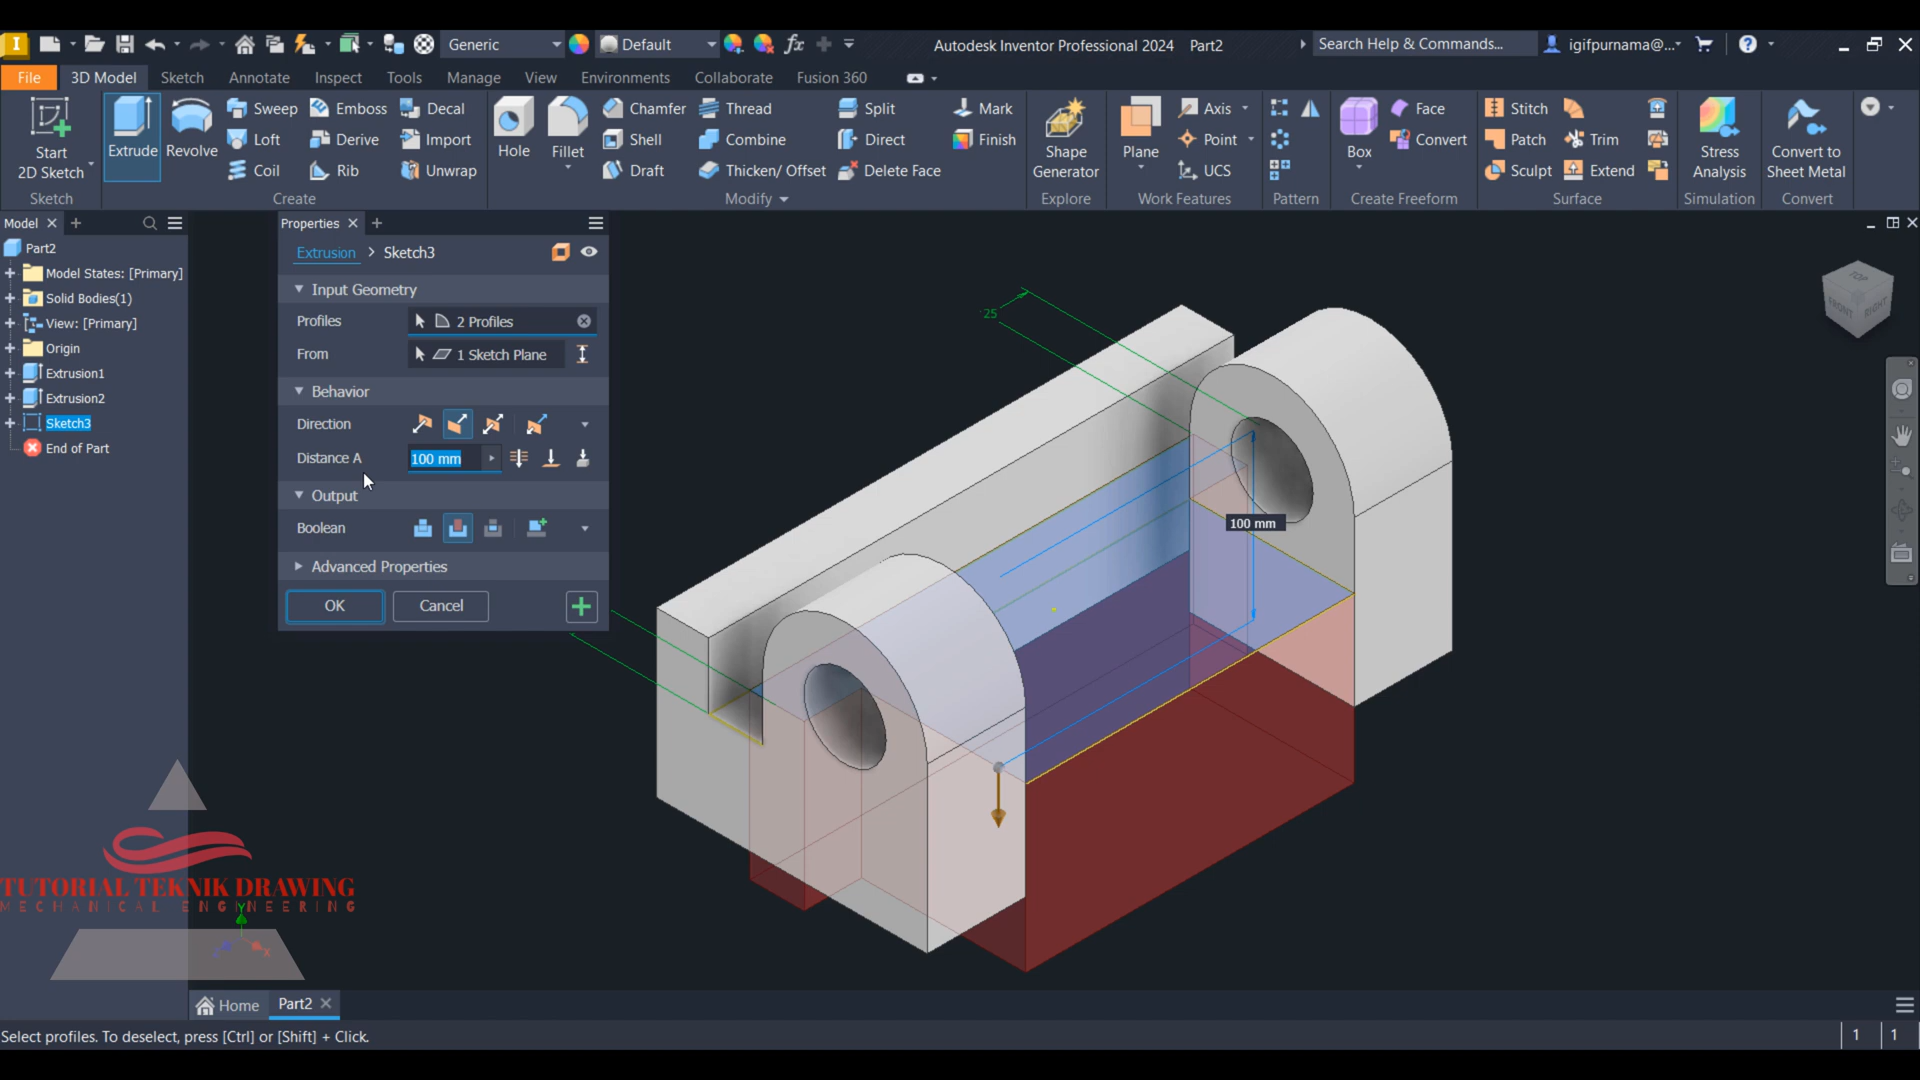 I Generic Default fx Autodesk Inventor Professional 2024 Part2 Search Help & Commands... igifpurnama@...
File 3D Model Sketch Annotate Inspect Tools Manage View Environments Collaborate Fusion 360
Start 2D Sketch
Extrude
Revolve
Sweep Emboss Decal
Loft Derive Import
Coil Rib Unwrap
Hole
Fillet
Chamfer Thread Split Mark
Shell Combine Direct Finish
Draft Thicken/ Offset Delete Face
Shape Generator
Plane
Axis
Point
UCS
Box
Face
Convert
Stitch
Patch Trim
Sculpt Extend
Stress Analysis
Convert to Sheet Metal
Sketch Create Modify Explore Work Features Pattern Create Freeform Surface Simulation Convert
Model
Part2
Model States: [Primary]
Solid Bodies(1)
View: [Primary]
Origin
Extrusion1
Extrusion2
Sketch3
End of Part
Properties
Extrusion > Sketch3
Input Geometry
Profiles 2 Profiles
From 1 Sketch Plane
Behavior
Direction
Distance A 100 mm
Output
Boolean
Advanced Properties
OK Cancel
25
100 mm
TOP
FRONT RIGHT
TUTORIAL TEKNIK DRAWING
MECHANICAL ENGINEERING
Y
X
Home Part2
Select profiles. To deselect, press [Ctrl] or [Shift] + Click.
1 1